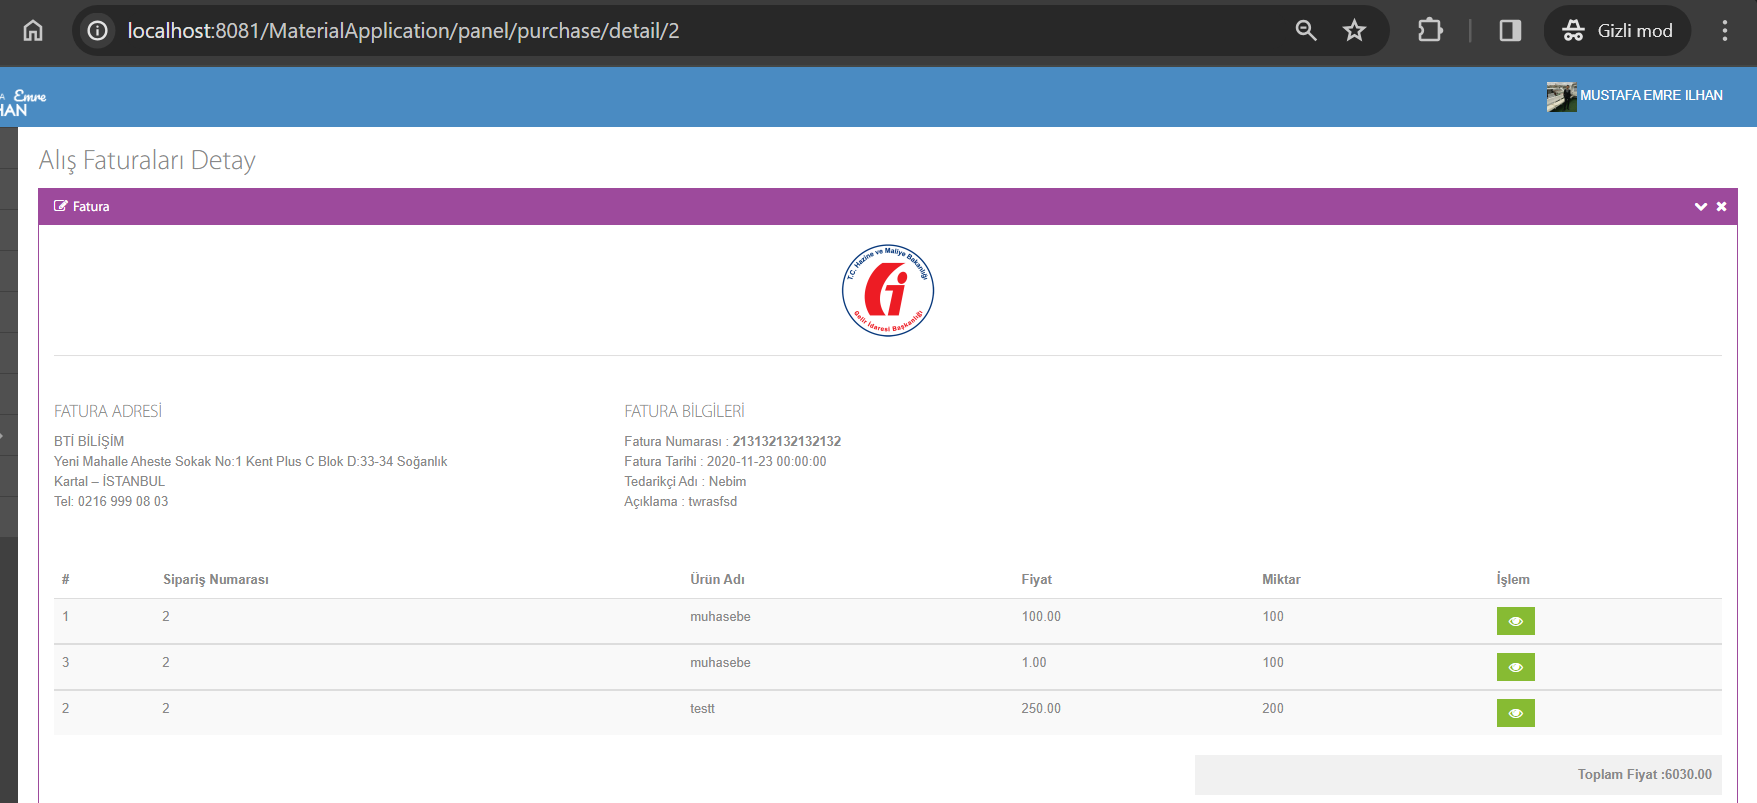 localhost:8081/MaterialApplication/panel/purchase/detail/2
Gizli mod
A Emre
HAN
MUSTAFA EMRE ILHAN
Alış Faturaları Detay
Fatura
T.C. Hazine ve Maliye Bakanlığı
Gelir İdaresi Başkanlığı
FATURA ADRESİ
BTİ BİLİŞİM
Yeni Mahalle Aheste Sokak No:1 Kent Plus C Blok D:33-34 Soğanlık
Kartal – İSTANBUL
Tel: 0216 999 08 03
FATURA BİLGİLERİ
Fatura Numarası : 213132132132132
Fatura Tarihi : 2020-11-23 00:00:00
Tedarikçi Adı : Nebim
Açıklama : twrasfsd
# Sipariş Numarası Ürün Adı Fiyat Miktar İşlem
1 2 muhasebe 100.00 100
3 2 muhasebe 1.00 100
2 2 testt 250.00 200
Toplam Fiyat :6030.00